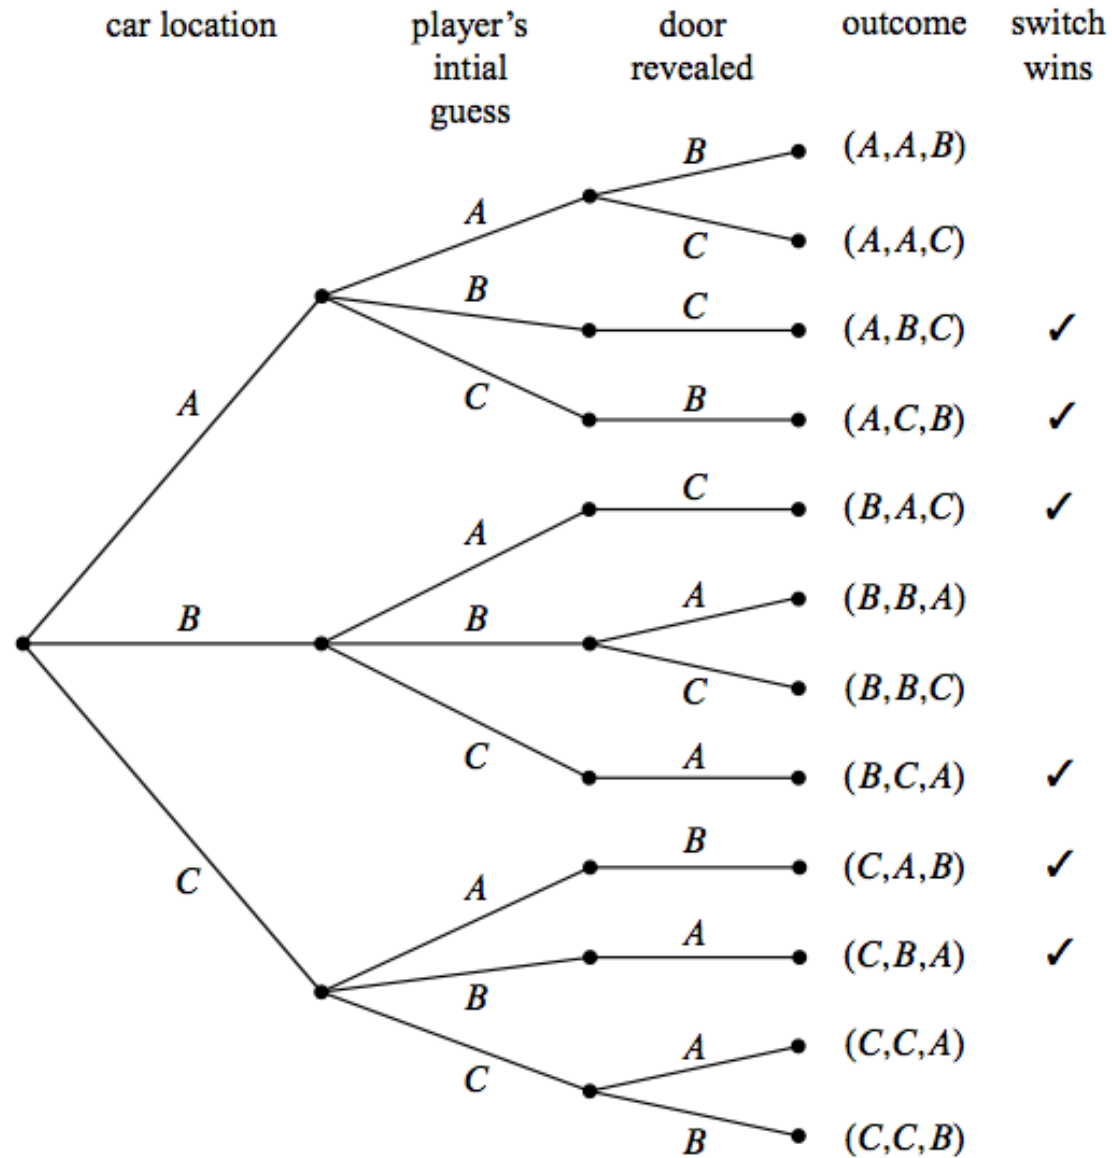 car location
player's
intial
guess
door
revealed
outcome
switch
wins
B
(A,A,B)
A
C
(A,A,C)
B
C
(A,B,C) ✓
A
C
B
(A,C,B) ✓
C
(B,A,C) ✓
A
A
(B,B,A)
B
B
C
(B,B,C)
C
A
(B,C,A) ✓
B
(C,A,B) ✓
C
A
A
(C,B,A) ✓
B
A
(C,C,A)
C
B
(C,C,B)